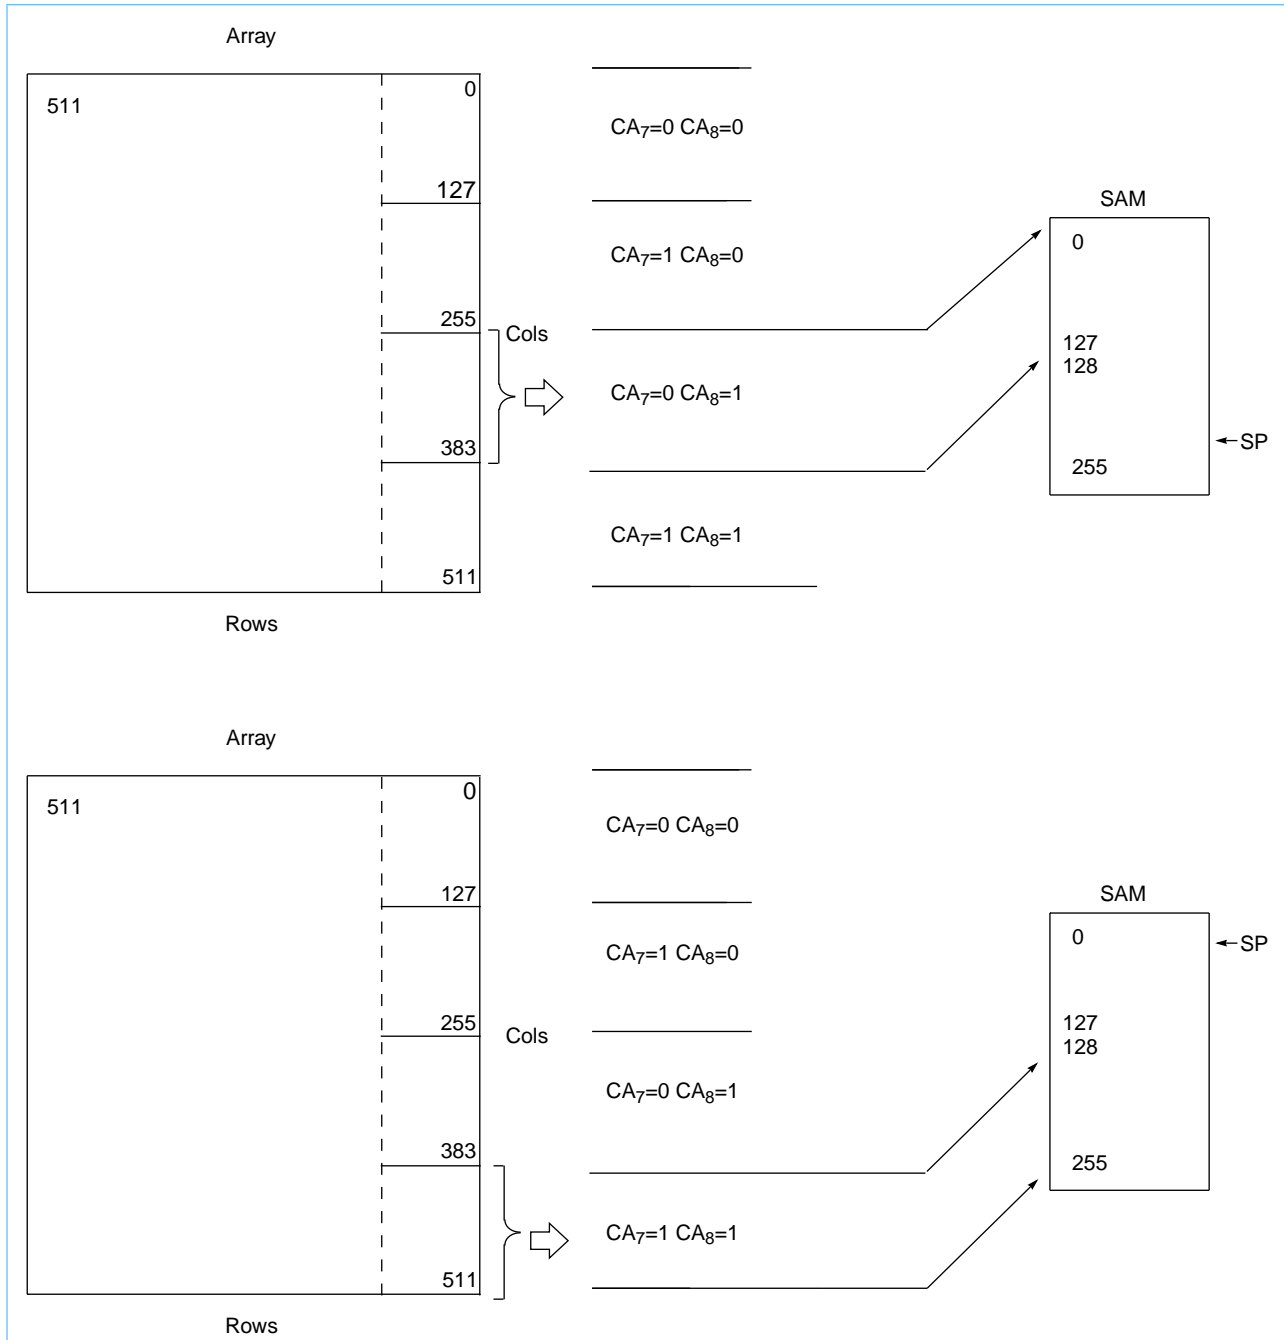 Array
511
0
CA7=0 CA8=0
127
SAM
CA7=1 CA8=0
0
255
Cols
127
128
CA7=0 CA8=1
383
SP
255
CA7=1 CA8=1
511
Rows
Array
511
0
CA7=0 CA8=0
127
SAM
CA7=1 CA8=0
0
SP
255
Cols
127
128
CA7=0 CA8=1
383
255
CA7=1 CA8=1
511
Rows